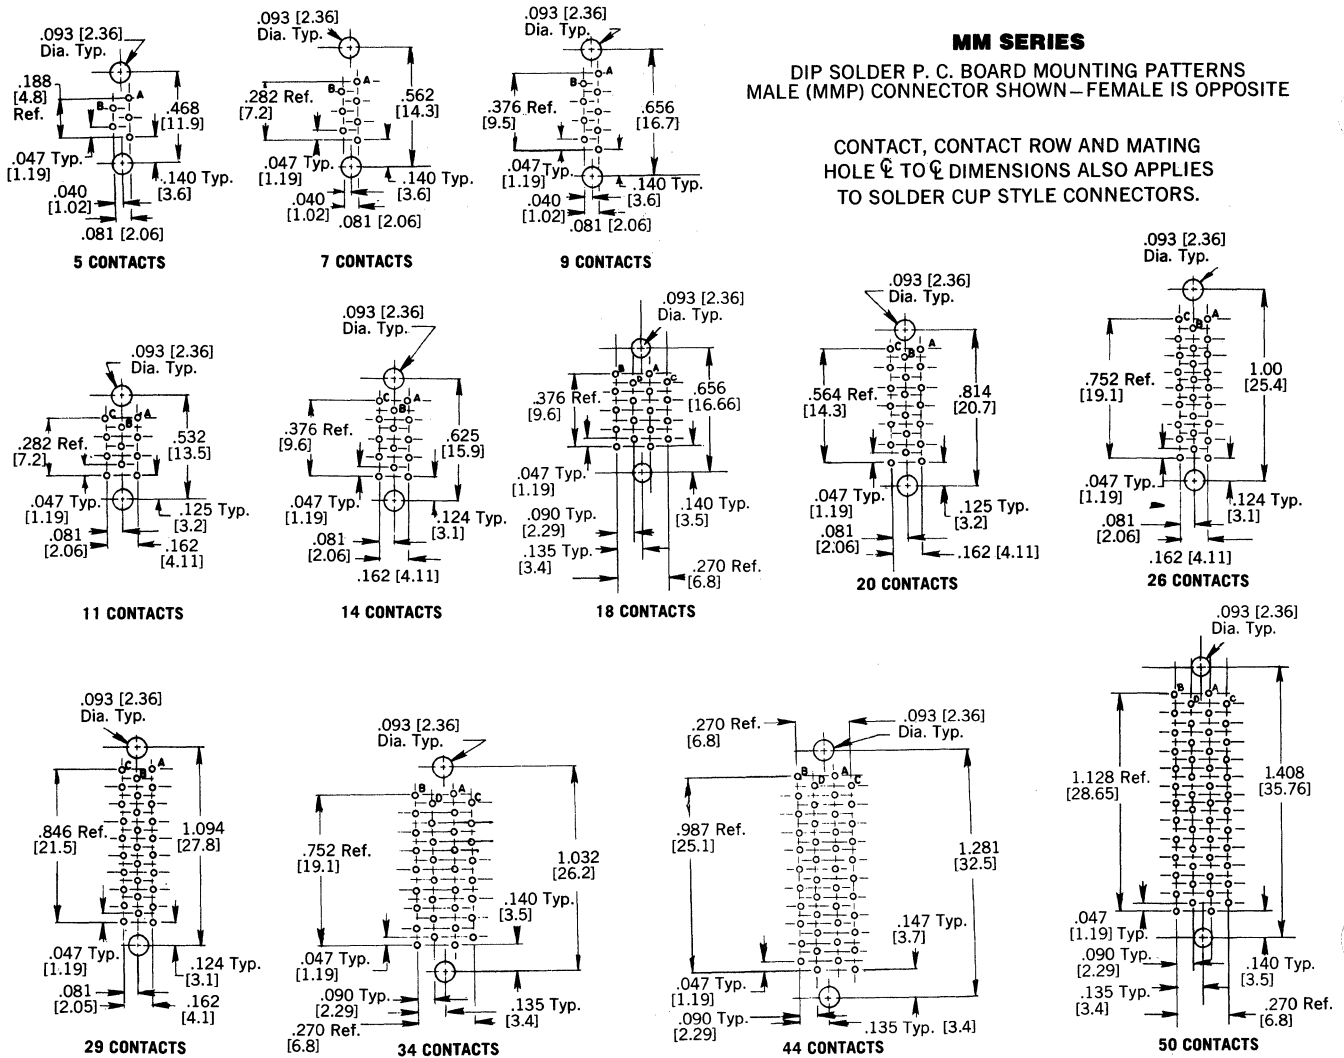 MM SERIES
DIP SOLDER P. C. BOARD MOUNTING PATTERNS
MALE (MMP) CONNECTOR SHOWN—FEMALE IS OPPOSITE
CONTACT, CONTACT ROW AND MATING
HOLE ℄ TO ℄ DIMENSIONS ALSO APPLIES
TO SOLDER CUP STYLE CONNECTORS.
.093 [2.36]
Dia. Typ.
.188
[4.8]
Ref.
A
B
.468
[11.9]
.047 Typ.
[1.19]
.140 Typ.
[3.6]
.040
[1.02]
.081 [2.06]
5 CONTACTS
.093 [2.36]
Dia. Typ.
A
B
.282 Ref.
[7.2]
.562
[14.3]
.047 Typ.
[1.19]
.140 Typ.
[3.6]
.040
[1.02]
.081 [2.06]
7 CONTACTS
.093 [2.36]
Dia. Typ.
A
B
.376 Ref.
[9.5]
.656
[16.7]
.047 Typ.
[1.19]
.140 Typ.
[3.6]
.040
[1.02]
.081 [2.06]
9 CONTACTS
.093 [2.36]
Dia. Typ.
C
A
B
.282 Ref.
[7.2]
.532
[13.5]
.047 Typ.
[1.19]
.125 Typ.
[3.2]
.081
[2.06]
.162
[4.11]
11 CONTACTS
.093 [2.36]
Dia. Typ.
C
A
B
.376 Ref.
[9.6]
.625
[15.9]
.047 Typ.
[1.19]
.124 Typ.
[3.1]
.081
[2.06]
.162 [4.11]
14 CONTACTS
.093 [2.36]
Dia. Typ.
B
A
D
C
.376 Ref.
[9.6]
.656
[16.66]
.047 Typ.
[1.19]
.140 Typ.
[3.5]
.090 Typ.
[2.29]
.135 Typ.
[3.4]
.270 Ref.
[6.8]
18 CONTACTS
.093 [2.36]
Dia. Typ.
C
A
B
.564 Ref.
[14.3]
.814
[20.7]
.047 Typ.
[1.19]
.125 Typ.
[3.2]
.081
[2.06]
.162 [4.11]
20 CONTACTS
.093 [2.36]
Dia. Typ.
C
A
B
.752 Ref.
[19.1]
1.00
[25.4]
.047 Typ.
[1.19]
.124 Typ.
[3.1]
.081
[2.06]
.162 [4.11]
26 CONTACTS
.093 [2.36]
Dia. Typ.
C
A
B
.846 Ref.
[21.5]
1.094
[27.8]
.047 Typ.
[1.19]
.124 Typ.
[3.1]
.081
[2.05]
.162
[4.1]
29 CONTACTS
.093 [2.36]
Dia. Typ.
B
A
D
C
.752 Ref.
[19.1]
1.032
[26.2]
.140 Typ.
[3.5]
.047 Typ.
[1.19]
.090 Typ.
[2.29]
.135 Typ.
[3.4]
.270 Ref.
[6.8]
34 CONTACTS
.270 Ref.
[6.8]
.093 [2.36]
Dia. Typ.
B
A
D
C
.987 Ref.
[25.1]
1.281
[32.5]
.147 Typ.
[3.7]
.047 Typ.
[1.19]
.090 Typ.
[2.29]
.135 Typ. [3.4]
44 CONTACTS
.093 [2.36]
Dia. Typ.
B
A
D
C
1.128 Ref.
[28.65]
1.408
[35.76]
.047
[1.19] Typ.
.090 Typ.
[2.29]
.140 Typ.
[3.5]
.135 Typ.
[3.4]
.270 Ref.
[6.8]
50 CONTACTS